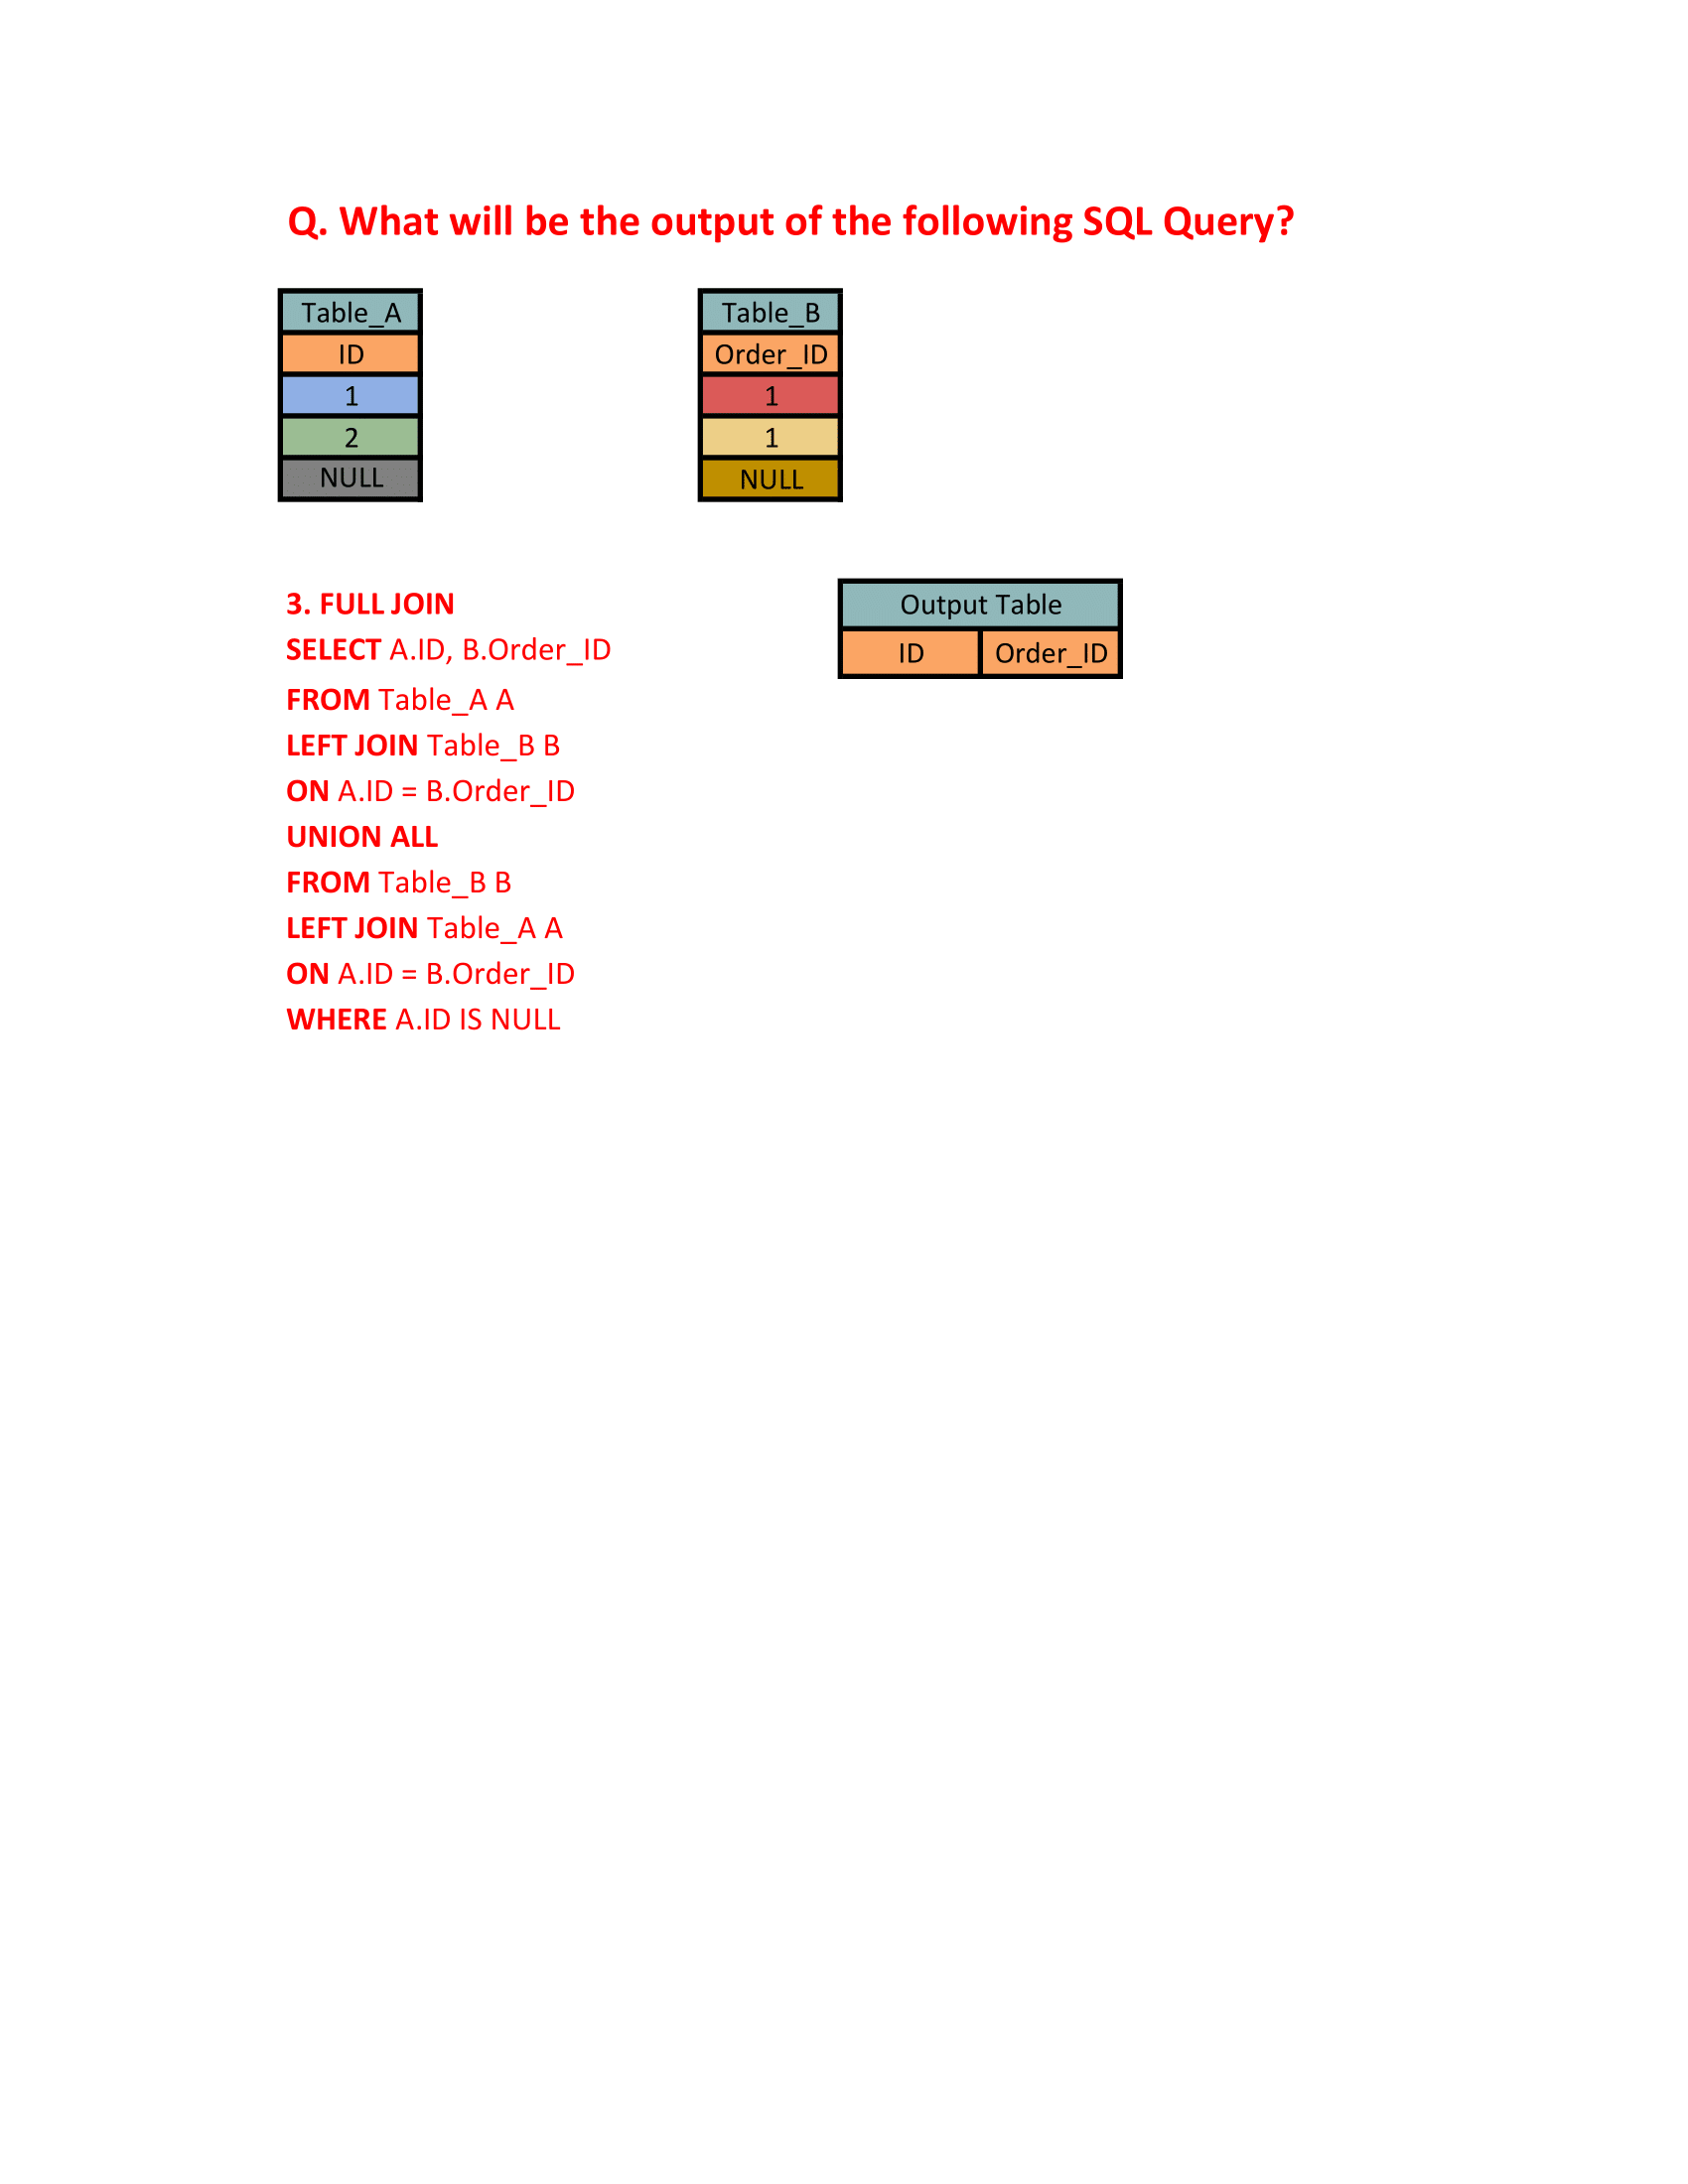 Q. What will be the output of the following SQL Query?
Table_A
ID
1
2
NULL
Table_B
Order_ID
1
1
NULL
3. FULL JOIN
SELECT A.ID, B.Order_ID
FROM Table_A A
LEFT JOIN Table_B B
ON A.ID = B.Order_ID
UNION ALL
FROM Table_B B
LEFT JOIN Table_A A
ON A.ID = B.Order_ID
WHERE A.ID IS NULL
Output Table
ID Order_ID